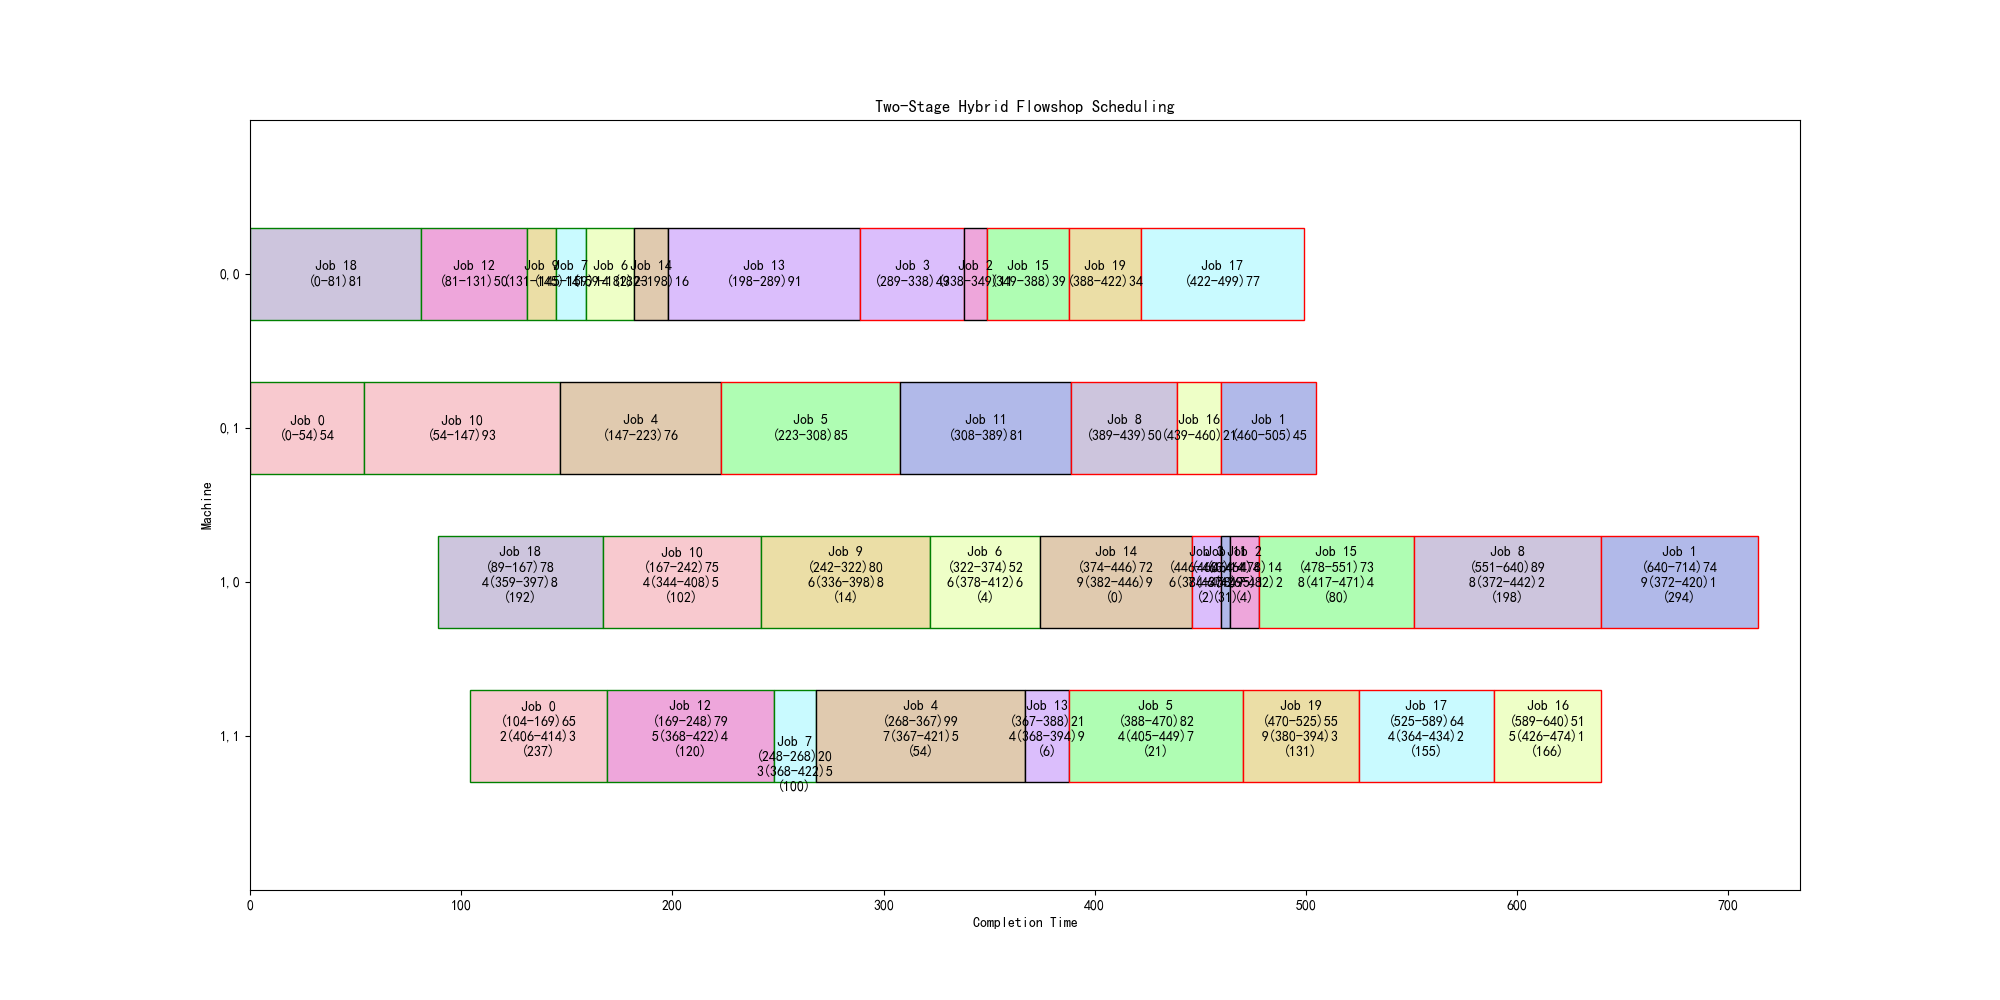 Two-Stage Hybrid Flowshop Scheduling
Machine
0,0
Job 18
(0-81)81
Job 12
(81-131)50
Job 9
Job 7
Job 6
Job 14
(182-198)16
Job 13
(198-289)91
Job 3
(289-338)49
Job 2
(338-349)11
Job 15
(349-388)39
Job 19
(388-422)34
Job 17
(422-499)77
0,1
Job 0
(0-54)54
Job 10
(54-147)93
Job 4
(147-223)76
Job 5
(223-308)85
Job 11
(308-389)81
Job 8
(389-439)50
Job 16
(439-460)21
Job 1
(460-505)45
1,0
Job 18
(89-167)78
4(359-397)8
(192)
Job 10
(167-242)75
4(344-408)5
(102)
Job 9
(242-322)80
6(336-398)8
(14)
Job 6
(322-374)52
6(378-412)6
(4)
Job 14
(374-446)72
9(382-446)9
(0)
Job 3
(2)
Job 11
(31)
Job 2
(4)
Job 15
(478-551)73
8(417-471)4
(80)
Job 8
(551-640)89
8(372-442)2
(198)
Job 1
(640-714)74
9(372-420)1
(294)
1,1
Job 0
(104-169)65
2(406-414)3
(237)
Job 12
(169-248)79
5(368-422)4
(120)
Job 7
(248-268)20
3(368-422)5
(100)
Job 4
(268-367)99
7(367-421)5
(54)
Job 13
(367-388)21
4(368-394)9
(6)
Job 5
(388-470)82
4(405-449)7
(21)
Job 19
(470-525)55
9(380-394)3
(131)
Job 17
(525-589)64
4(364-434)2
(155)
Job 16
(589-640)51
5(426-474)1
(166)
0 100 200 300 400 500 600 700
Completion Time